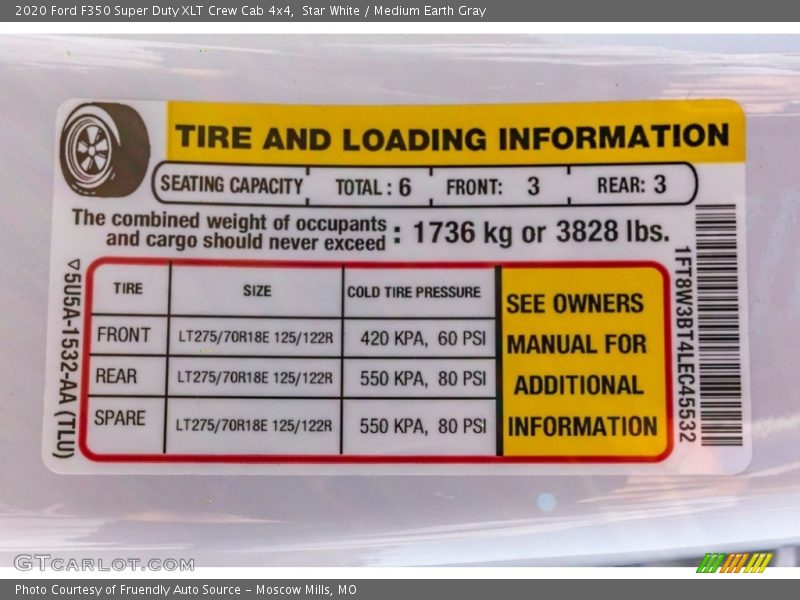 2020 Ford F350 Super Duty XLT Crew Cab 4x4,  Star White / Medium Earth Gray
TIRE AND LOADING INFORMATION
SEATING CAPACITY TOTAL : 6 FRONT: 3 REAR: 3
The combined weight of occupants
and cargo should never exceed : 1736 kg or 3828 lbs.
TIRE SIZE COLD TIRE PRESSURE
FRONT LT275/70R18E 125/122R 420 KPA, 60 PSI
REAR LT275/70R18E 125/122R 550 KPA, 80 PSI
SPARE LT275/70R18E 125/122R 550 KPA, 80 PSI
SEE OWNERS
MANUAL FOR
ADDITIONAL
INFORMATION
5U5A-1532-AA (TLU)
1FT8W3BT4LEC45532
GTcarlot.com
Photo Courtesy of Fruendly Auto Source – Moscow Mills, MO